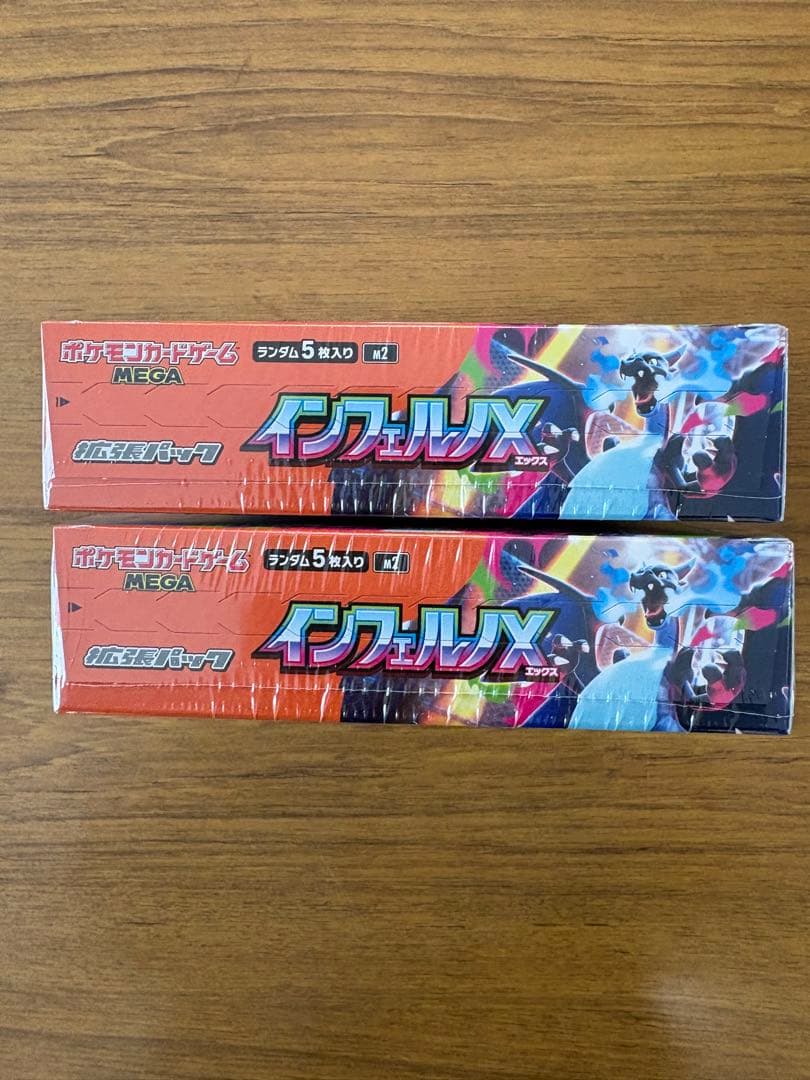 ポケモンカードゲーム
MEGA
ランダム5枚入り
M2
拡張パック
インフェルノX
エックス
ポケモンカードゲーム
MEGA
ランダム5枚入り
M2
拡張パック
インフェルノX
エックス